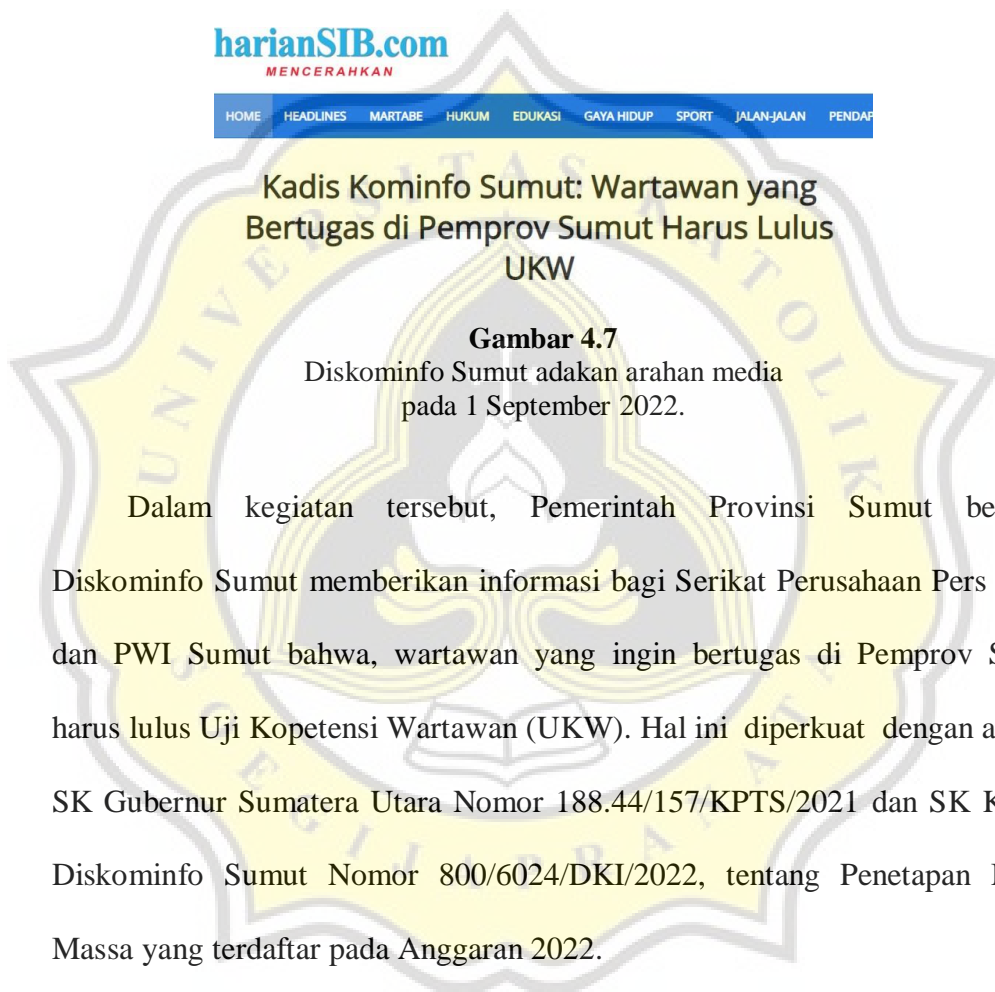 harianSIB.com
MENCERAHKAN
HOME HEADLINES MARTABE HUKUM EDUKASI GAYA HIDUP SPORT JALAN-JALAN PENDAP
Kadis Kominfo Sumut: Wartawan yang
Bertugas di Pemprov Sumut Harus Lulus
UKW
Gambar 4.7
Diskominfo Sumut adakan arahan media
pada 1 September 2022.
Dalam kegiatan tersebut, Pemerintah Provinsi Sumut be
Diskominfo Sumut memberikan informasi bagi Serikat Perusahaan Pers
dan PWI Sumut bahwa, wartawan yang ingin bertugas di Pemprov S
harus lulus Uji Kopetensi Wartawan (UKW). Hal ini diperkuat dengan a
SK Gubernur Sumatera Utara Nomor 188.44/157/KPTS/2021 dan SK K
Diskominfo Sumut Nomor 800/6024/DKI/2022, tentang Penetapan
Massa yang terdaftar pada Anggaran 2022.
UNIVERSITAS KATOLIK
SOEGIJAPRANATA